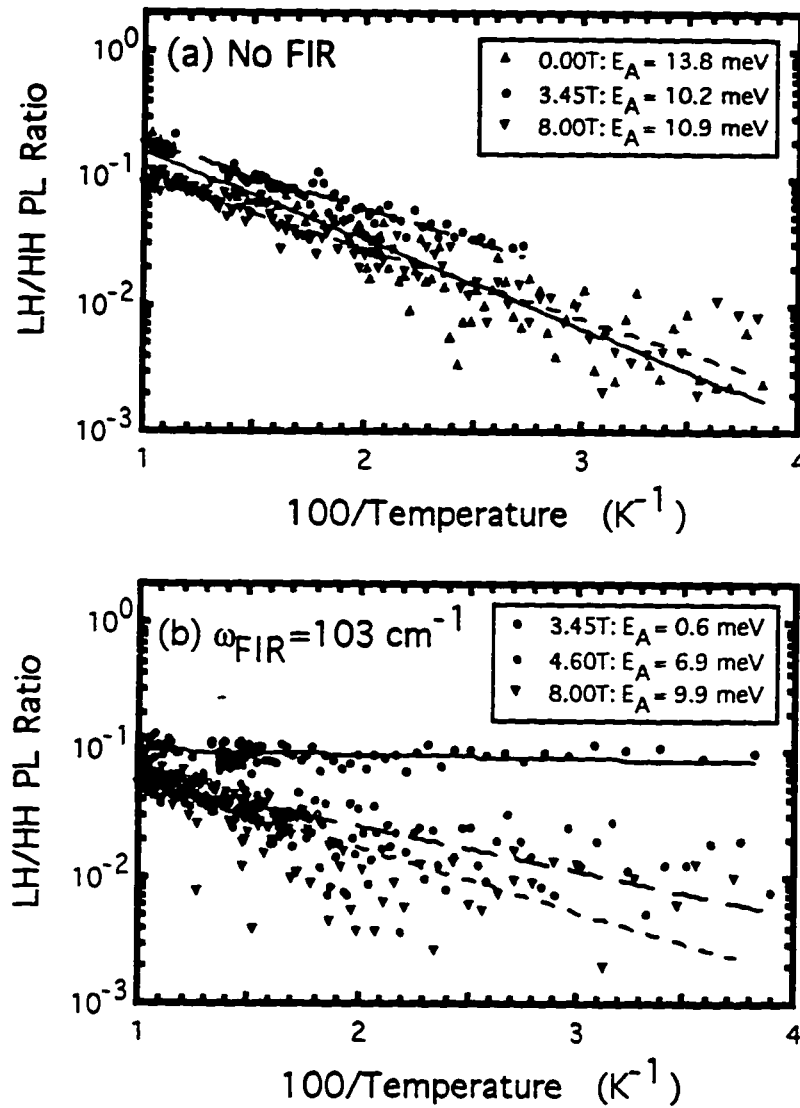 (a) No FIR
▲ 0.00T: E_A = 13.8 meV
● 3.45T: E_A = 10.2 meV
▼ 8.00T: E_A = 10.9 meV
LH/HH PL Ratio
10^0
10^-1
10^-2
10^-3
1 2 3 4
100/Temperature (K^-1)
(b) ω_FIR=103 cm^-1
● 3.45T: E_A = 0.6 meV
● 4.60T: E_A = 6.9 meV
▼ 8.00T: E_A = 9.9 meV
LH/HH PL Ratio
10^0
10^-1
10^-2
10^-3
1 2 3 4
100/Temperature (K^-1)